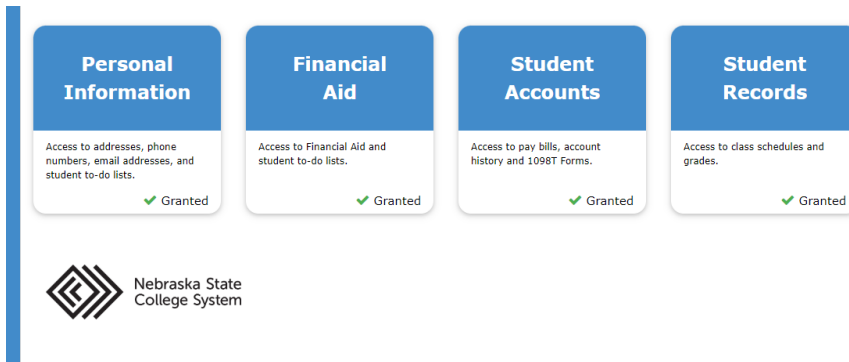 Personal
Information
Access to addresses, phone
numbers, email addresses, and
student to-do lists.
Granted
Financial
Aid
Access to Financial Aid and
student to-do lists.
Granted
Student
Accounts
Access to pay bills, account
history and 1098T Forms.
Granted
Student
Records
Access to class schedules and
grades.
Granted
Nebraska State
College System